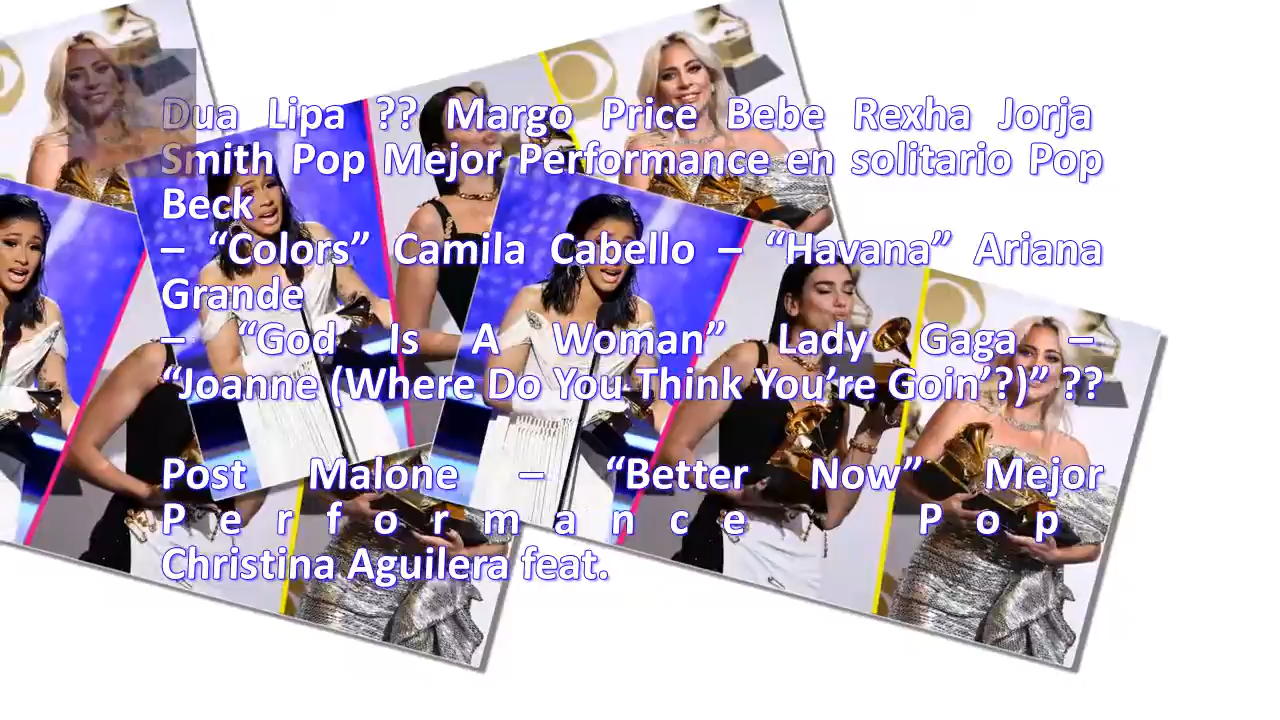 Dua Lipa ?? Margo Price Bebe Rexha Jorja
Smith Pop Mejor Performance en solitario Pop
Beck
– “Colors” Camila Cabello – “Havana” Ariana
Grande
– “God Is A Woman” Lady Gaga –
“Joanne (Where Do You Think You’re Goin’?)” ??
Post Malone – “Better Now” Mejor
Performance Pop
Christina Aguilera feat.